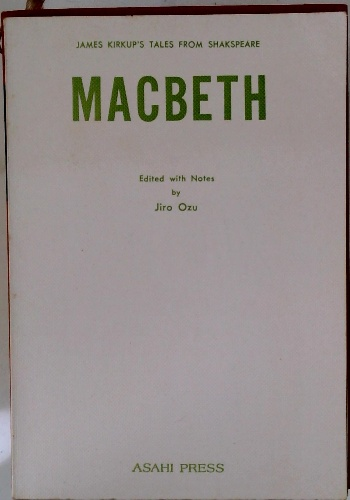 JAMES KIRKUP'S TALES FROM SHAKSPEARE
MACBETH
Edited with Notes
by
Jiro Ozu
ASAHI PRESS